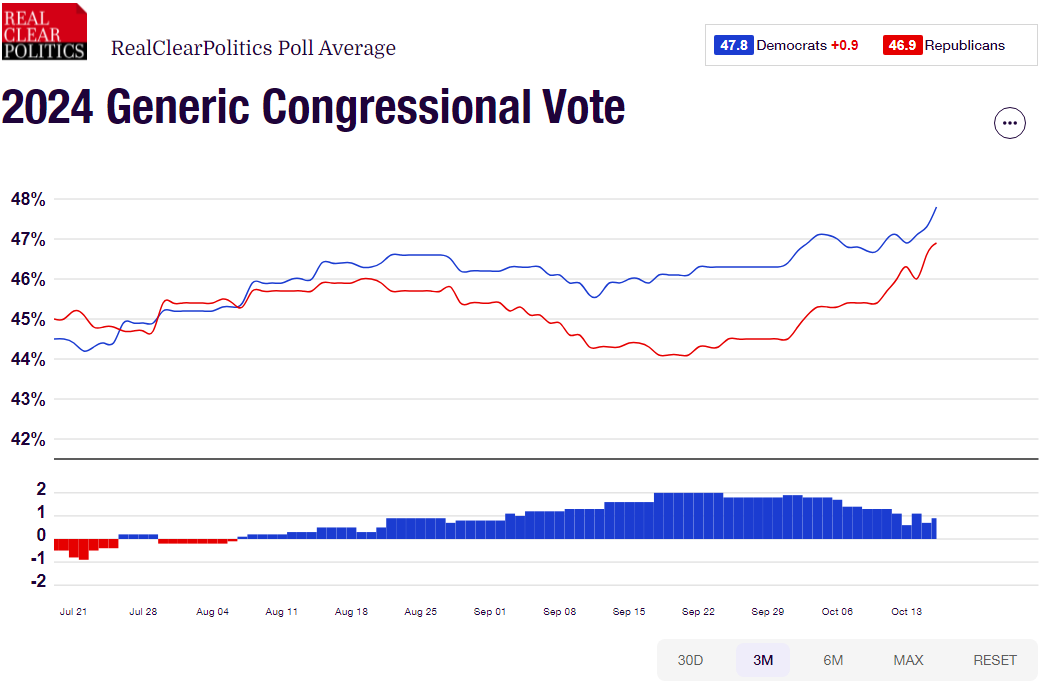 REAL
CLEAR
POLITICS
RealClearPolitics Poll Average
47.8 Democrats +0.9 46.9 Republicans
2024 Generic Congressional Vote
48%
47%
46%
45%
44%
43%
42%
2
1
0
-1
-2
Jul 21 Jul 28 Aug 04 Aug 11 Aug 18 Aug 25 Sep 01 Sep 08 Sep 15 Sep 22 Sep 29 Oct 06 Oct 13
30D 3M 6M MAX RESET